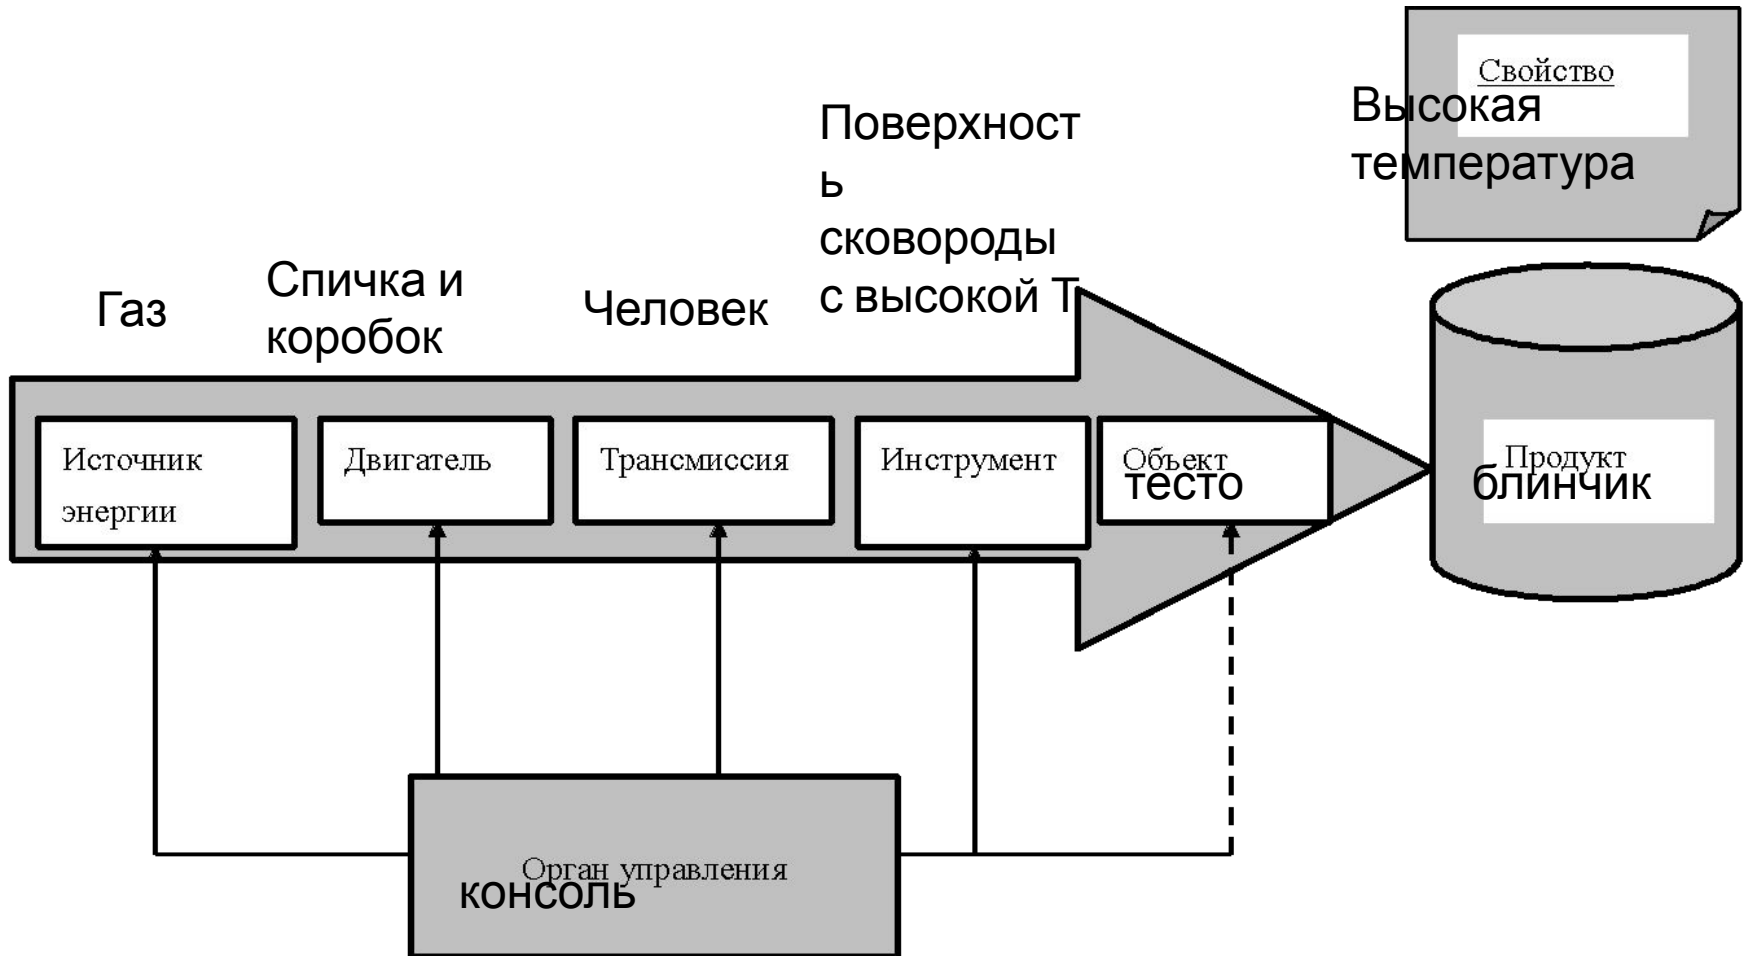 Свойство
Высокая
температура
Поверхност
ь
сковороды
с высокой Т
Газ
Спичка и
коробок
Человек
Источник
энергии
Двигатель
Трансмиссия
Инструмент
Объект
тесто
Продукт
блинчик
Орган управления
консоль